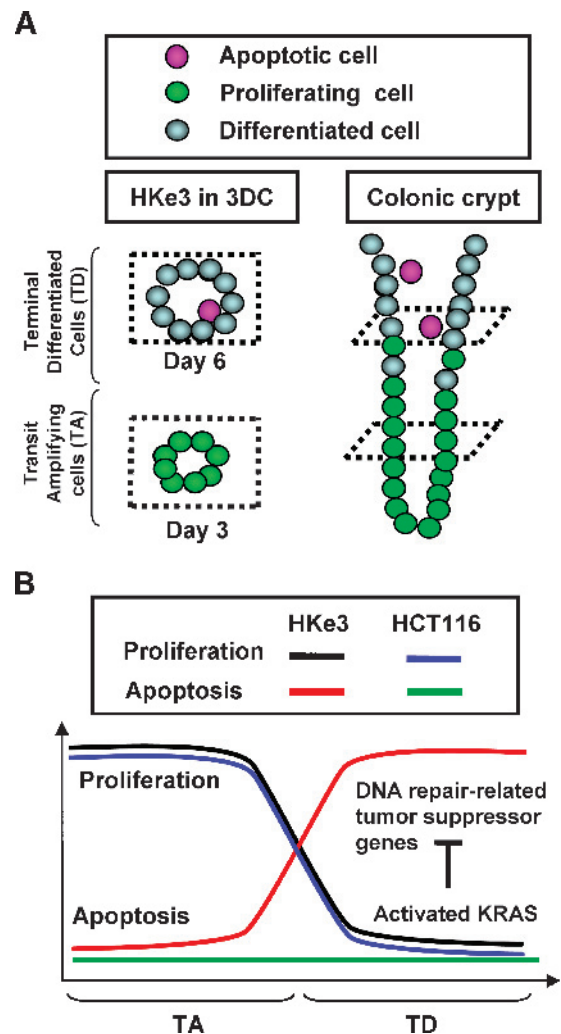 A
Apoptotic cell
Proliferating cell
Differentiated cell
HKe3 in 3DC
Colonic crypt
Terminal
Differentiated
Cells (TD)
Day 6
Transit
Amplifying
cells (TA)
Day 3
B
HKe3 HCT116
Proliferation
Apoptosis
Proliferation
DNA repair-related
tumor suppressor
genes
Apoptosis
Activated KRAS
TA TD